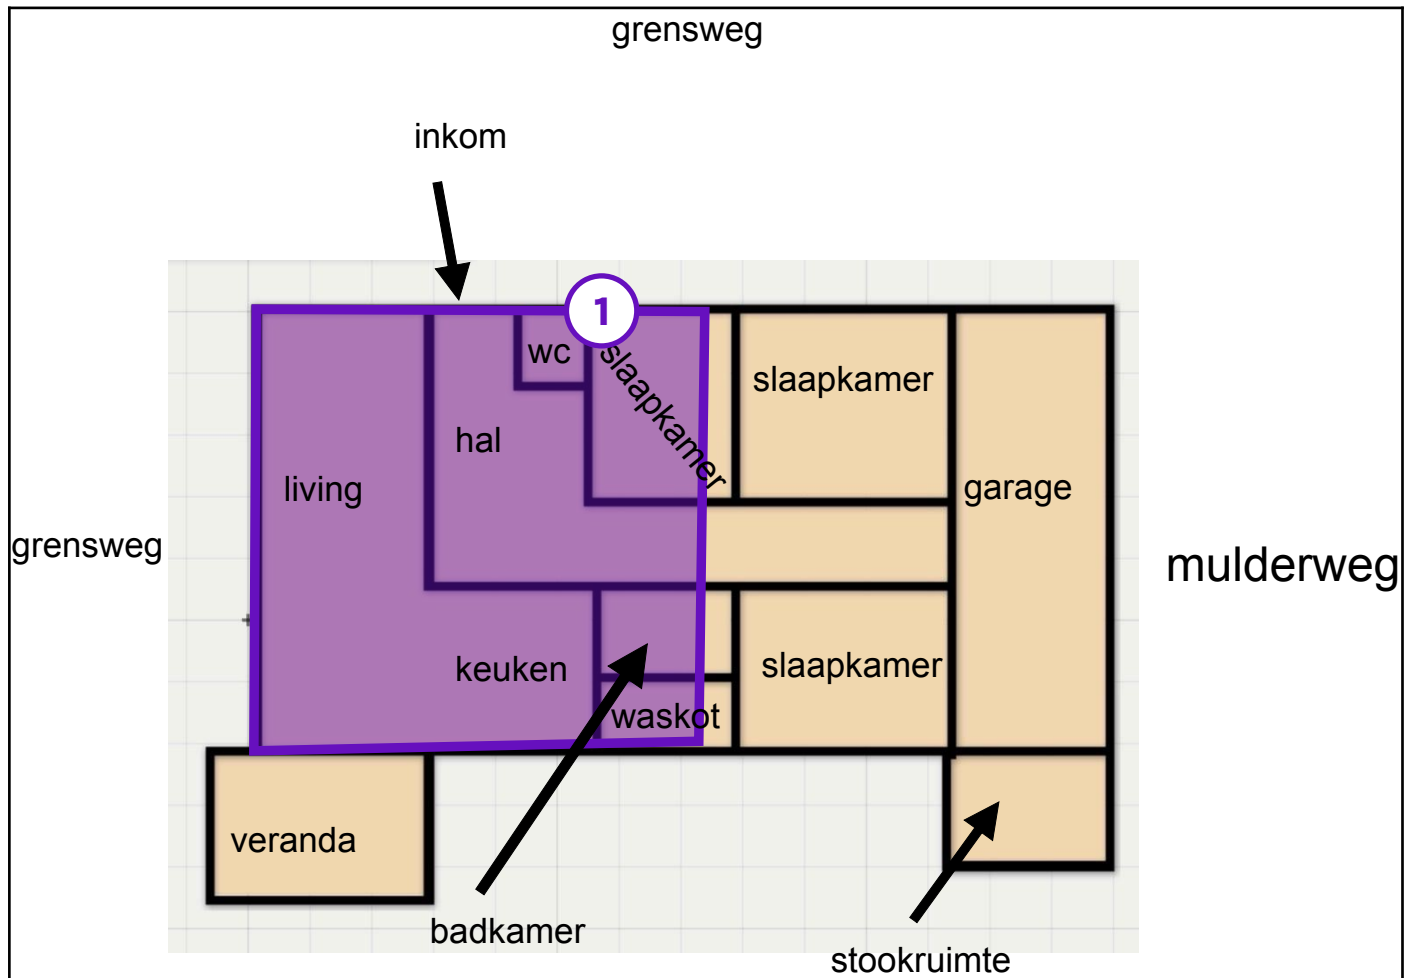 grensweg
inkom
1
wc
slaapkamer
slaapkamer
hal
living
garage
grensweg
mulderweg
keuken
slaapkamer
waskot
veranda
badkamer
stookruimte